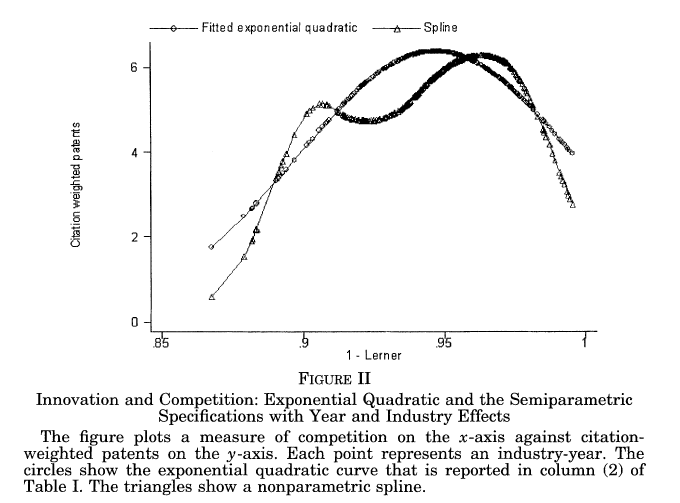 Fitted exponential quadratic Spline
6
4
2
0
Citation weighted patents
.85 .9 .95 1
1 - Lerner
FIGURE II
Innovation and Competition: Exponential Quadratic and the Semiparametric
Specifications with Year and Industry Effects
The figure plots a measure of competition on the x-axis against citation-
weighted patents on the y-axis. Each point represents an industry-year. The
circles show the exponential quadratic curve that is reported in column (2) of
Table I. The triangles show a nonparametric spline.